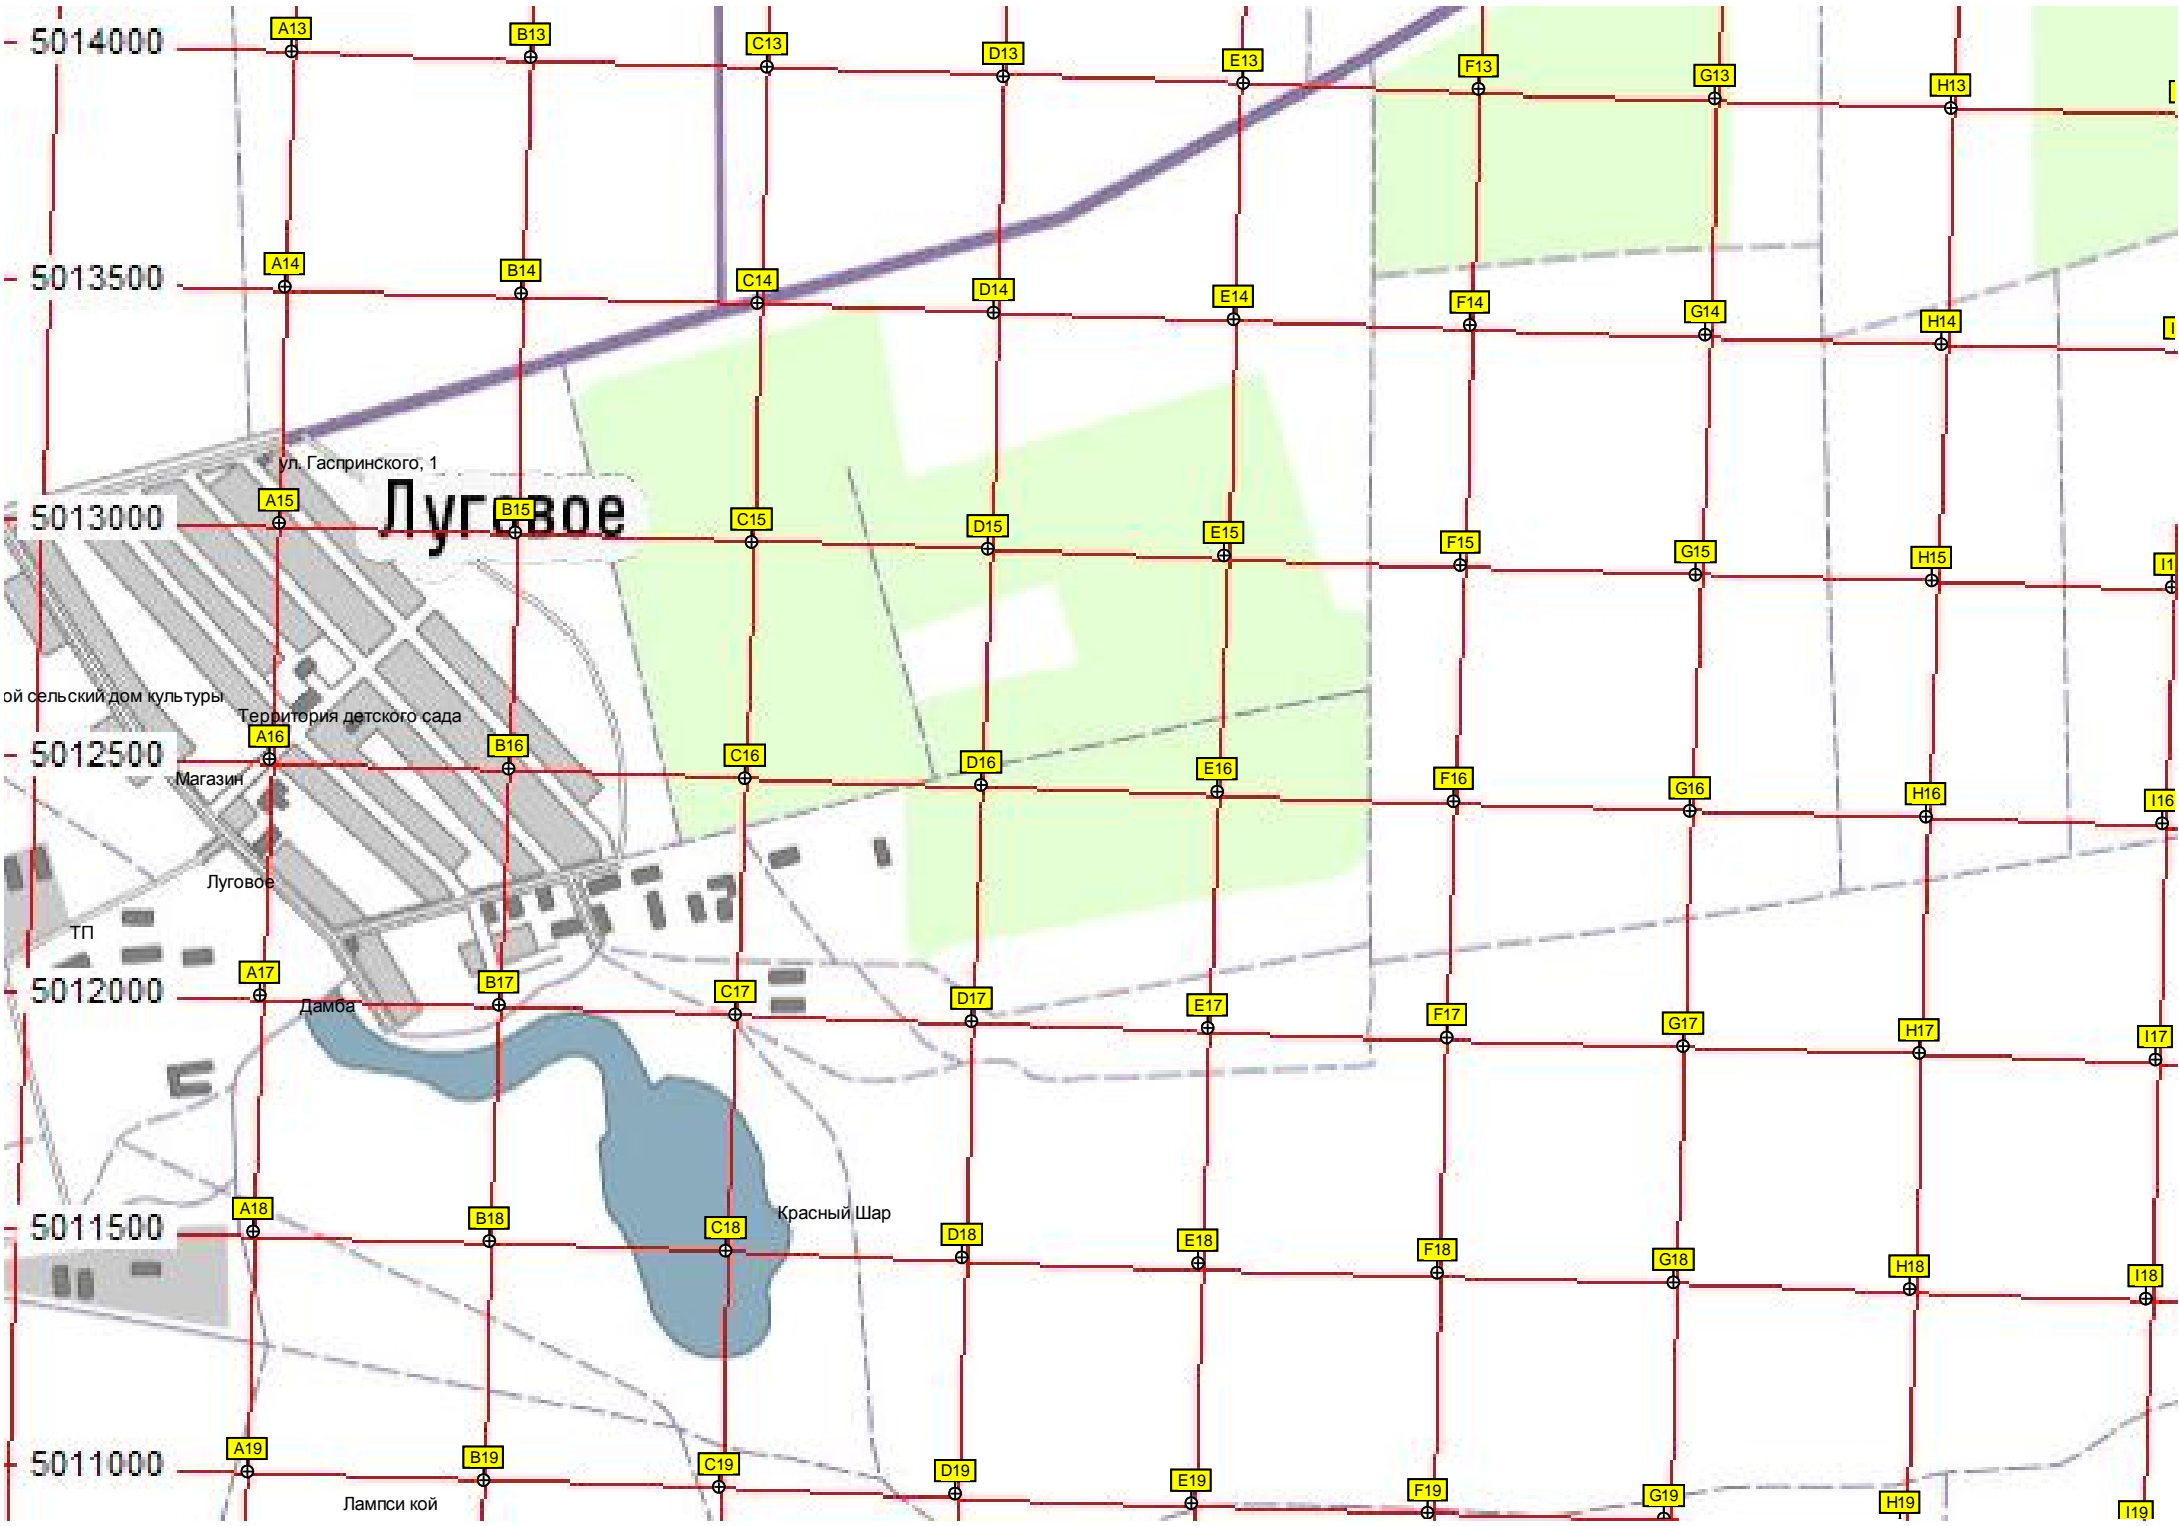 A13 B13 C13 D13 E13 F13 G13 H13
5014000
A14 B14 C14 D14 E14 F14 G14 H14
5013500
ул. Гаспринского, 1
Луговое
A15 B15 C15 D15 E15 F15 G15 H15
5013000
ой сельский дом культуры
Территория детского сада
A16 B16 C16 D16 E16 F16 G16 H16 I16
5012500
Магазин
Луговое
ТП
A17 B17 C17 D17 E17 F17 G17 H17 I17
5012000
Дамба
A18 B18 C18 D18 E18 F18 G18 H18 I18
Красный Шар
5011500
A19 B19 C19 D19 E19 F19 G19 H19 I19
5011000
Лампси кой